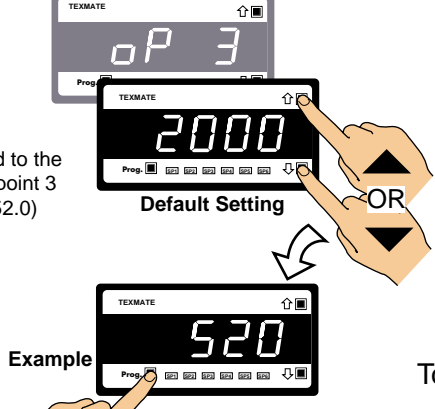 TEXMATE
oP 3
Prog.
TEXMATE
2000
Prog. SP1 SP2 SP3 SP4 SP5 SP6
d to the
point 3
52.0)
Default Setting
OR
TEXMATE
520
Prog. SP1 SP2 SP3 SP4 SP5 SP6
Example
To